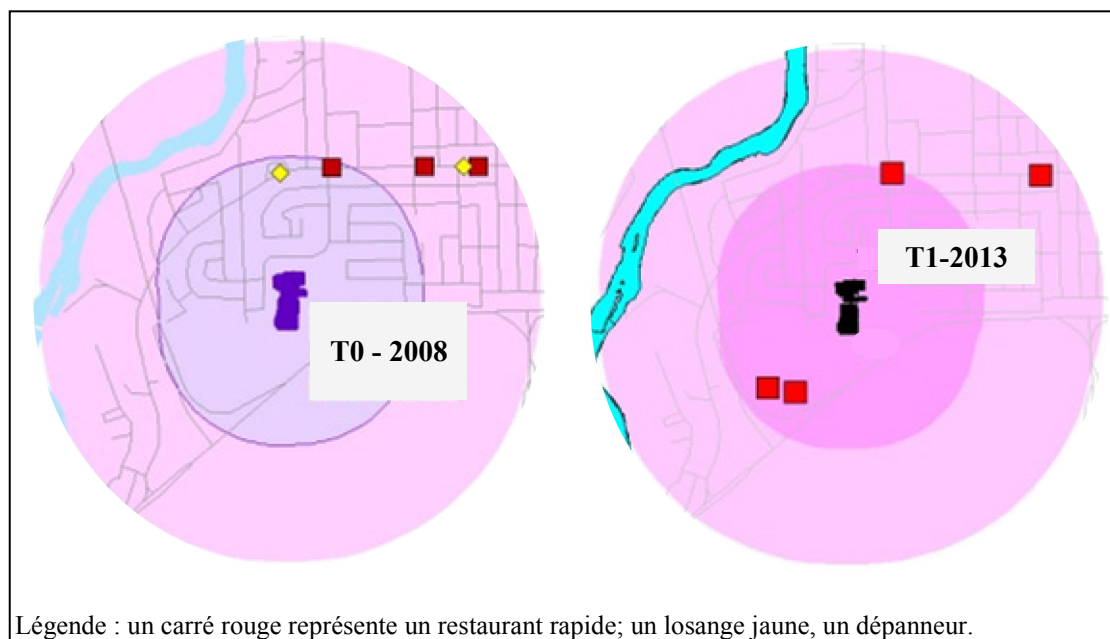 T0 - 2008
T1-2013
Légende : un carré rouge représente un restaurant rapide; un losange jaune, un dépanneur.